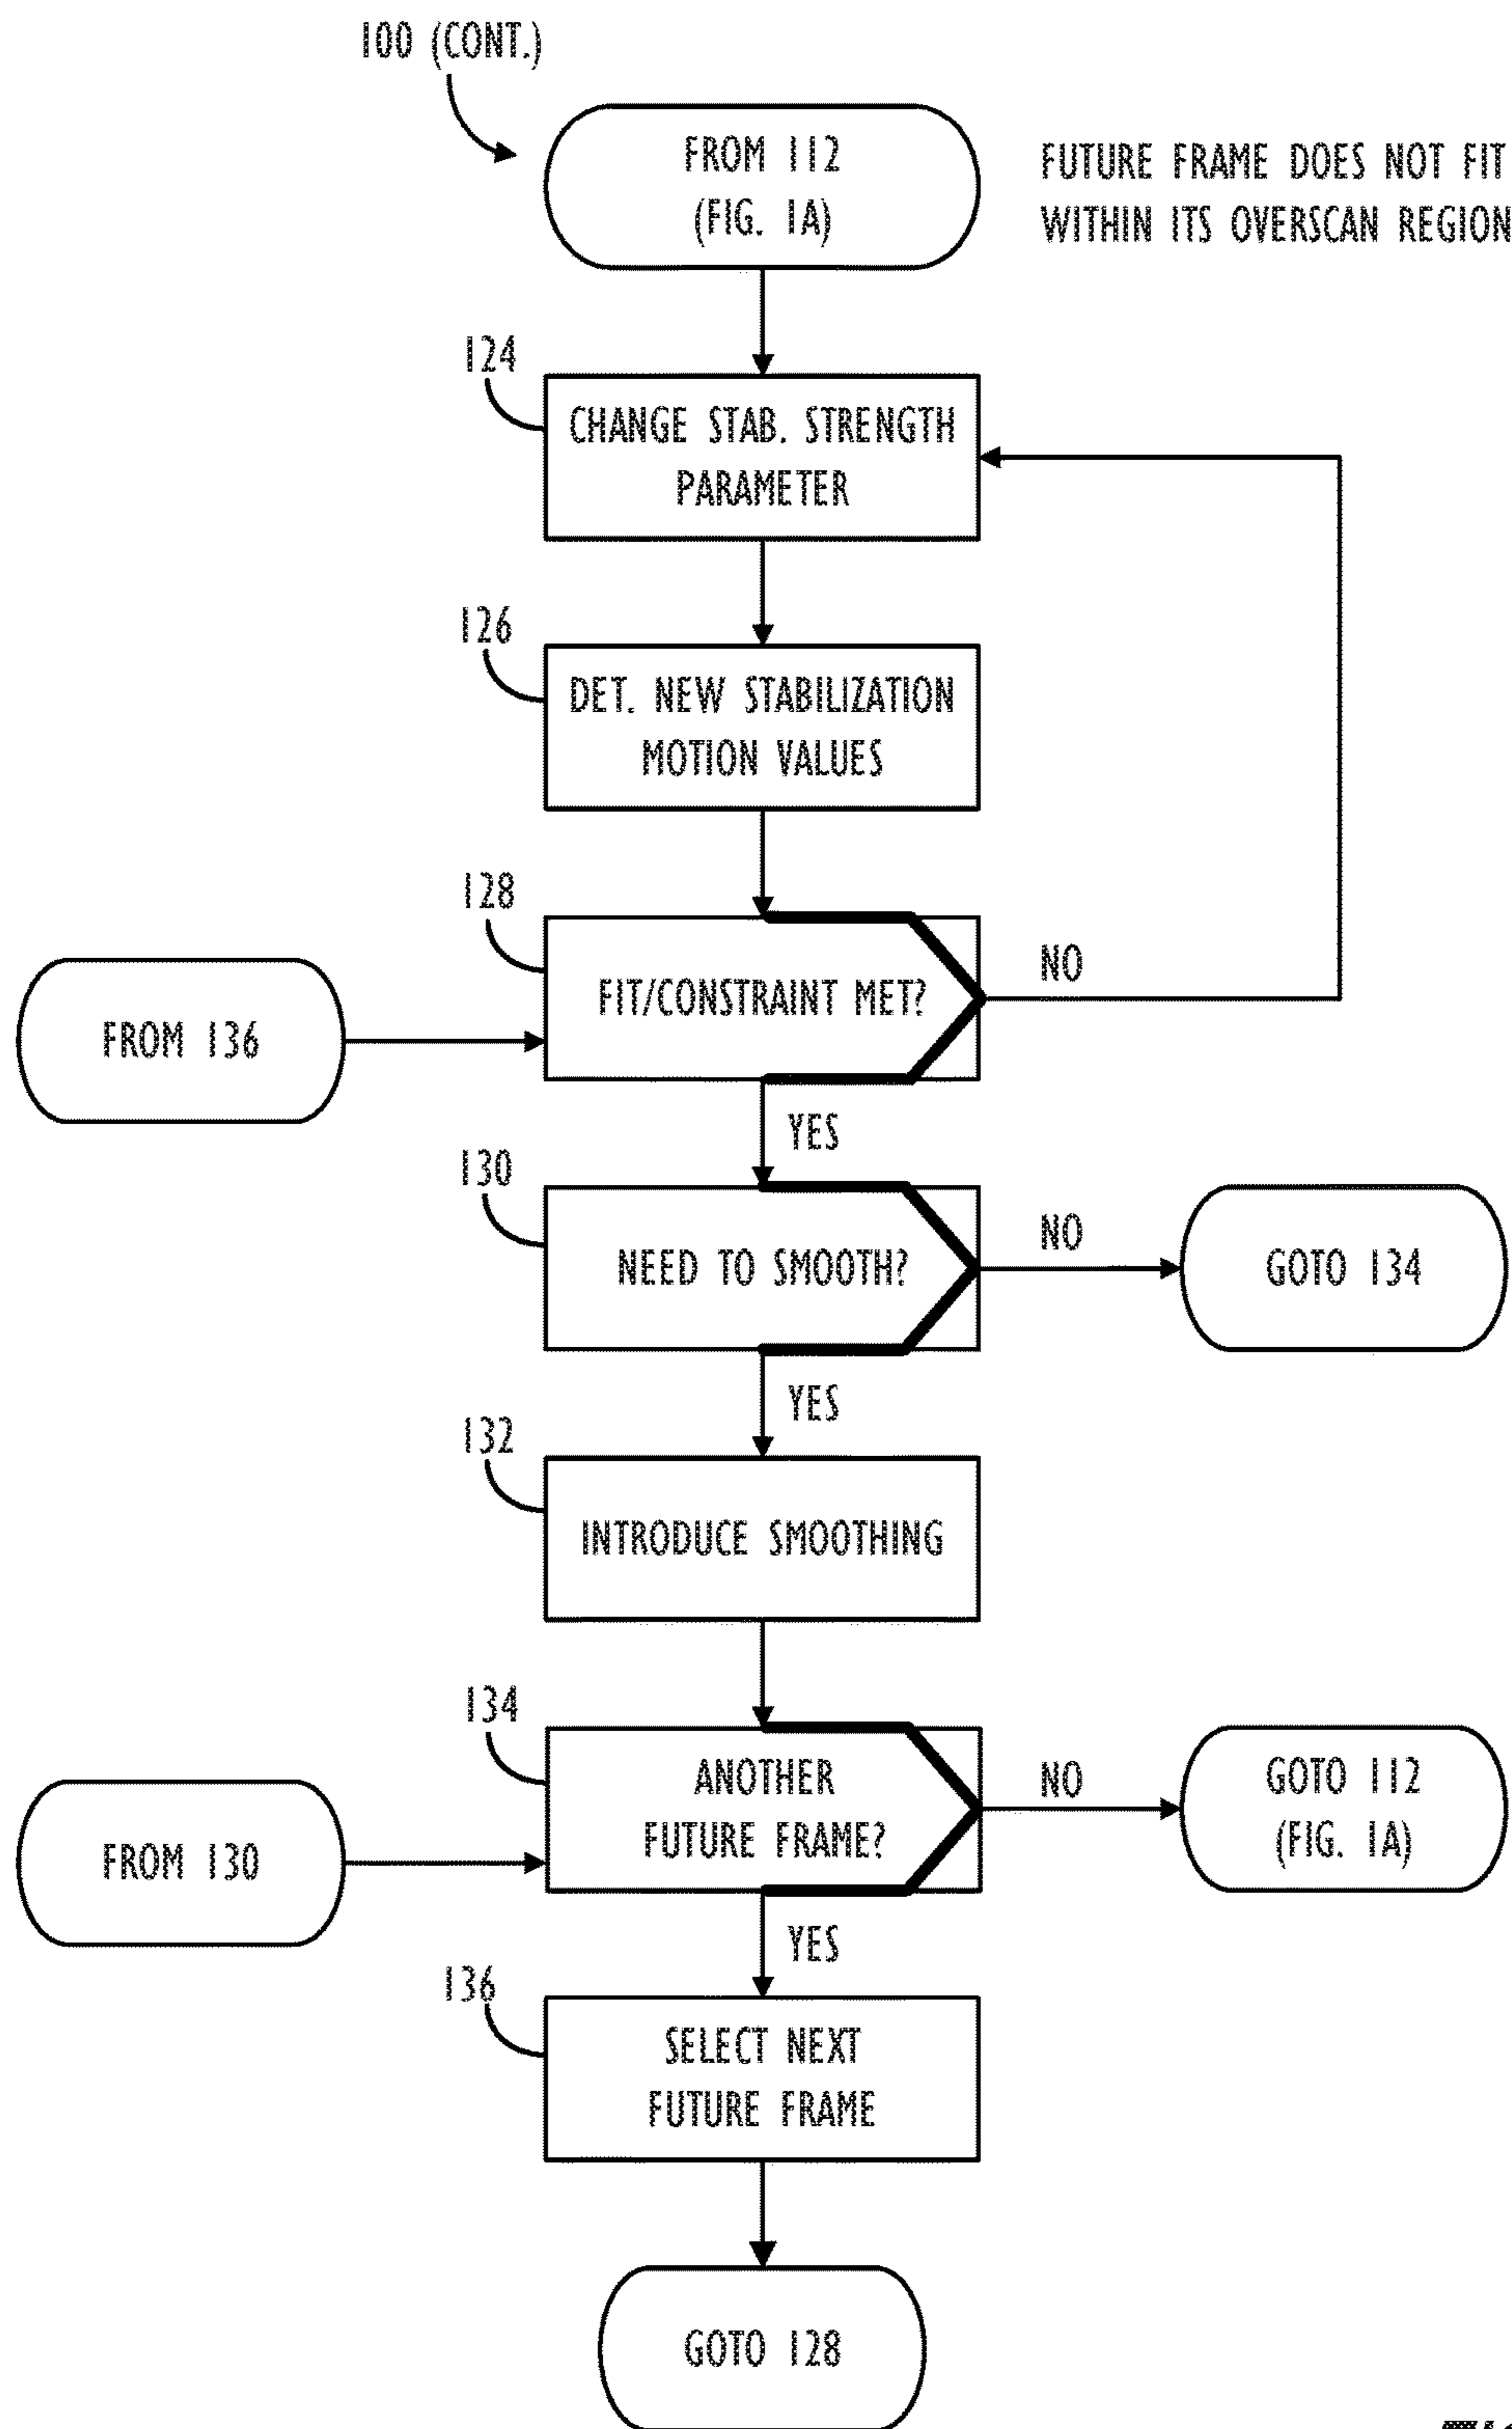 100 (CONT.)
FROM 112
(FIG. 1A)
FUTURE FRAME DOES NOT FIT
WITHIN ITS OVERSCAN REGION
124
CHANGE STAB. STRENGTH
PARAMETER
126
DET. NEW STABILIZATION
MOTION VALUES
128
FIT/CONSTRAINT MET?
NO
FROM 136
YES
130
NEED TO SMOOTH?
NO
GOTO 134
YES
132
INTRODUCE SMOOTHING
134
ANOTHER
FUTURE FRAME?
NO
GOTO 112
(FIG. 1A)
FROM 130
YES
136
SELECT NEXT
FUTURE FRAME
GOTO 128